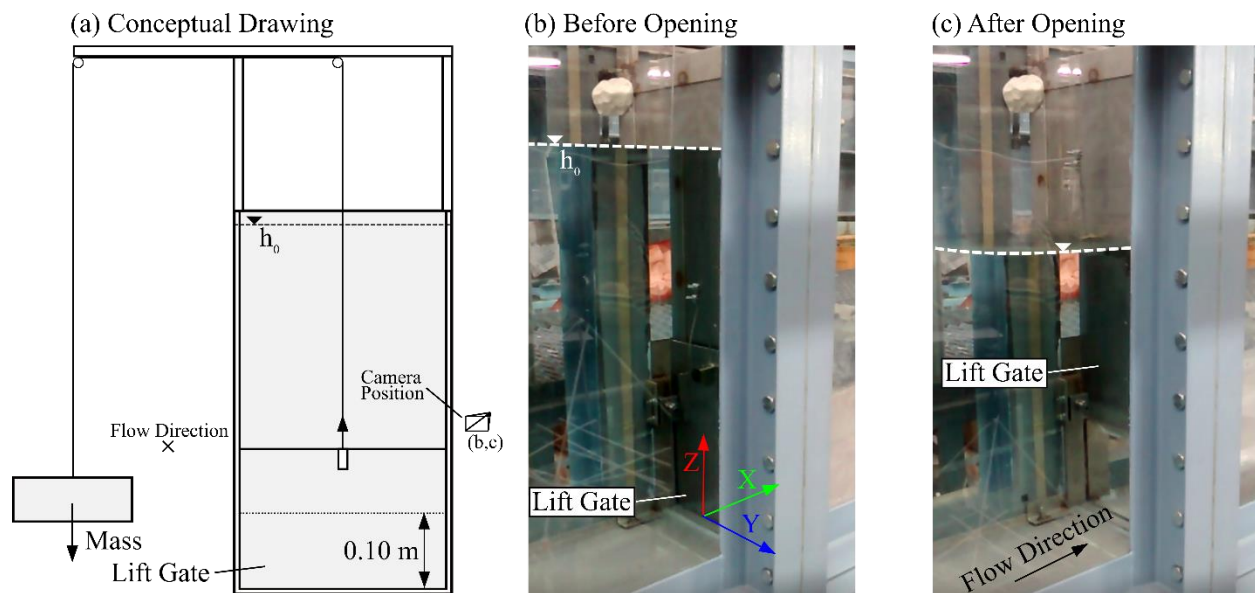 (a) Conceptual Drawing
h₀
Camera
Position
(b,c)
Flow Direction
Mass
0.10 m
Lift Gate
(b) Before Opening
h₀
Z
X
Y
Lift Gate
(c) After Opening
Lift Gate
Flow Direction